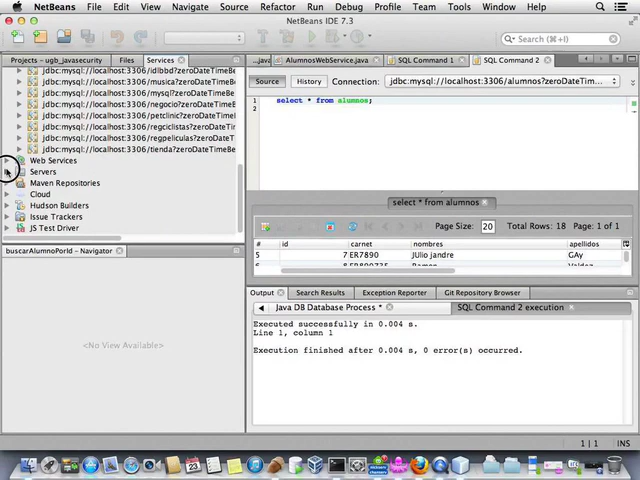 NetBeans File Edit View Navigate Source Refactor Run Debug Profile Team Tools Window Help
NetBeans IDE 7.3
Search (⌘+I)
Projects - ugb_javasecurity Files Services
...java AlumnosWebService.java SQL Command 1 SQL Command 2
Source History Connection: jdbc:mysql://localhost:3306/alumnos?zeroDateTim...
jdbc:mysql://localhost:3306/idlbbd?zeroDateTimeBe
jdbc:mysql://localhost:3306/musica?zeroDateTimeB
jdbc:mysql://localhost:3306/mysql?zeroDateTimeBe
jdbc:mysql://localhost:3306/negocio?zeroDateTime
jdbc:mysql://localhost:3306/petclinic?zeroDateTim
jdbc:mysql://localhost:3306/regciclistas?zeroDateT
jdbc:mysql://localhost:3306/regpeliculas?zeroDate
jdbc:mysql://localhost:3306/tienda?zeroDateTimeBe
Web Services
Servers
Maven Repositories
Cloud
Hudson Builders
Issue Trackers
JS Test Driver
1 select * from alumnos;
2
select * from alumnos
Page Size: 20 Total Rows: 18 Page: 1 of 1
# id carnet nombres apellidos
5 7 ER7890 JUlio jandre GAy
buscarAlumnoPorId - Navigator
<No View Available>
Output Search Results Exception Reporter Git Repository Browser
Java DB Database Process SQL Command 2 execution
Executed successfully in 0.004 s.
Line 1, column 1
Execution finished after 0.004 s, 0 error(s) occurred.
1 | 1 INS